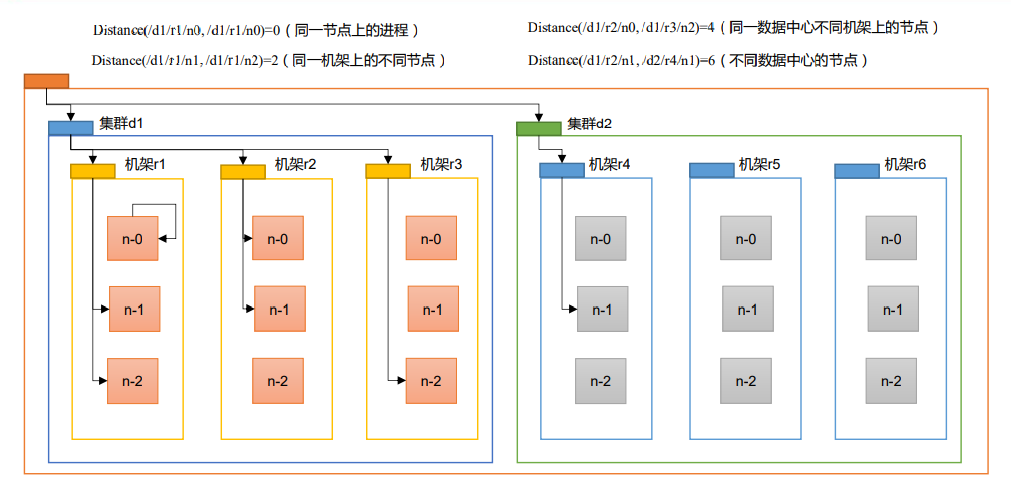 Distance(/d1/r1/n0, /d1/r1/n0)=0（同一节点上的进程）
Distance(/d1/r2/n0, /d1/r3/n2)=4（同一数据中心不同机架上的节点）
Distance(/d1/r1/n1, /d1/r1/n2)=2（同一机架上的不同节点）
Distance(/d1/r2/n1, /d2/r4/n1)=6（不同数据中心的节点）
集群d1
集群d2
机架r1
机架r2
机架r3
机架r4
机架r5
机架r6
n-0
n-0
n-0
n-0
n-0
n-0
n-1
n-1
n-1
n-1
n-1
n-1
n-2
n-2
n-2
n-2
n-2
n-2